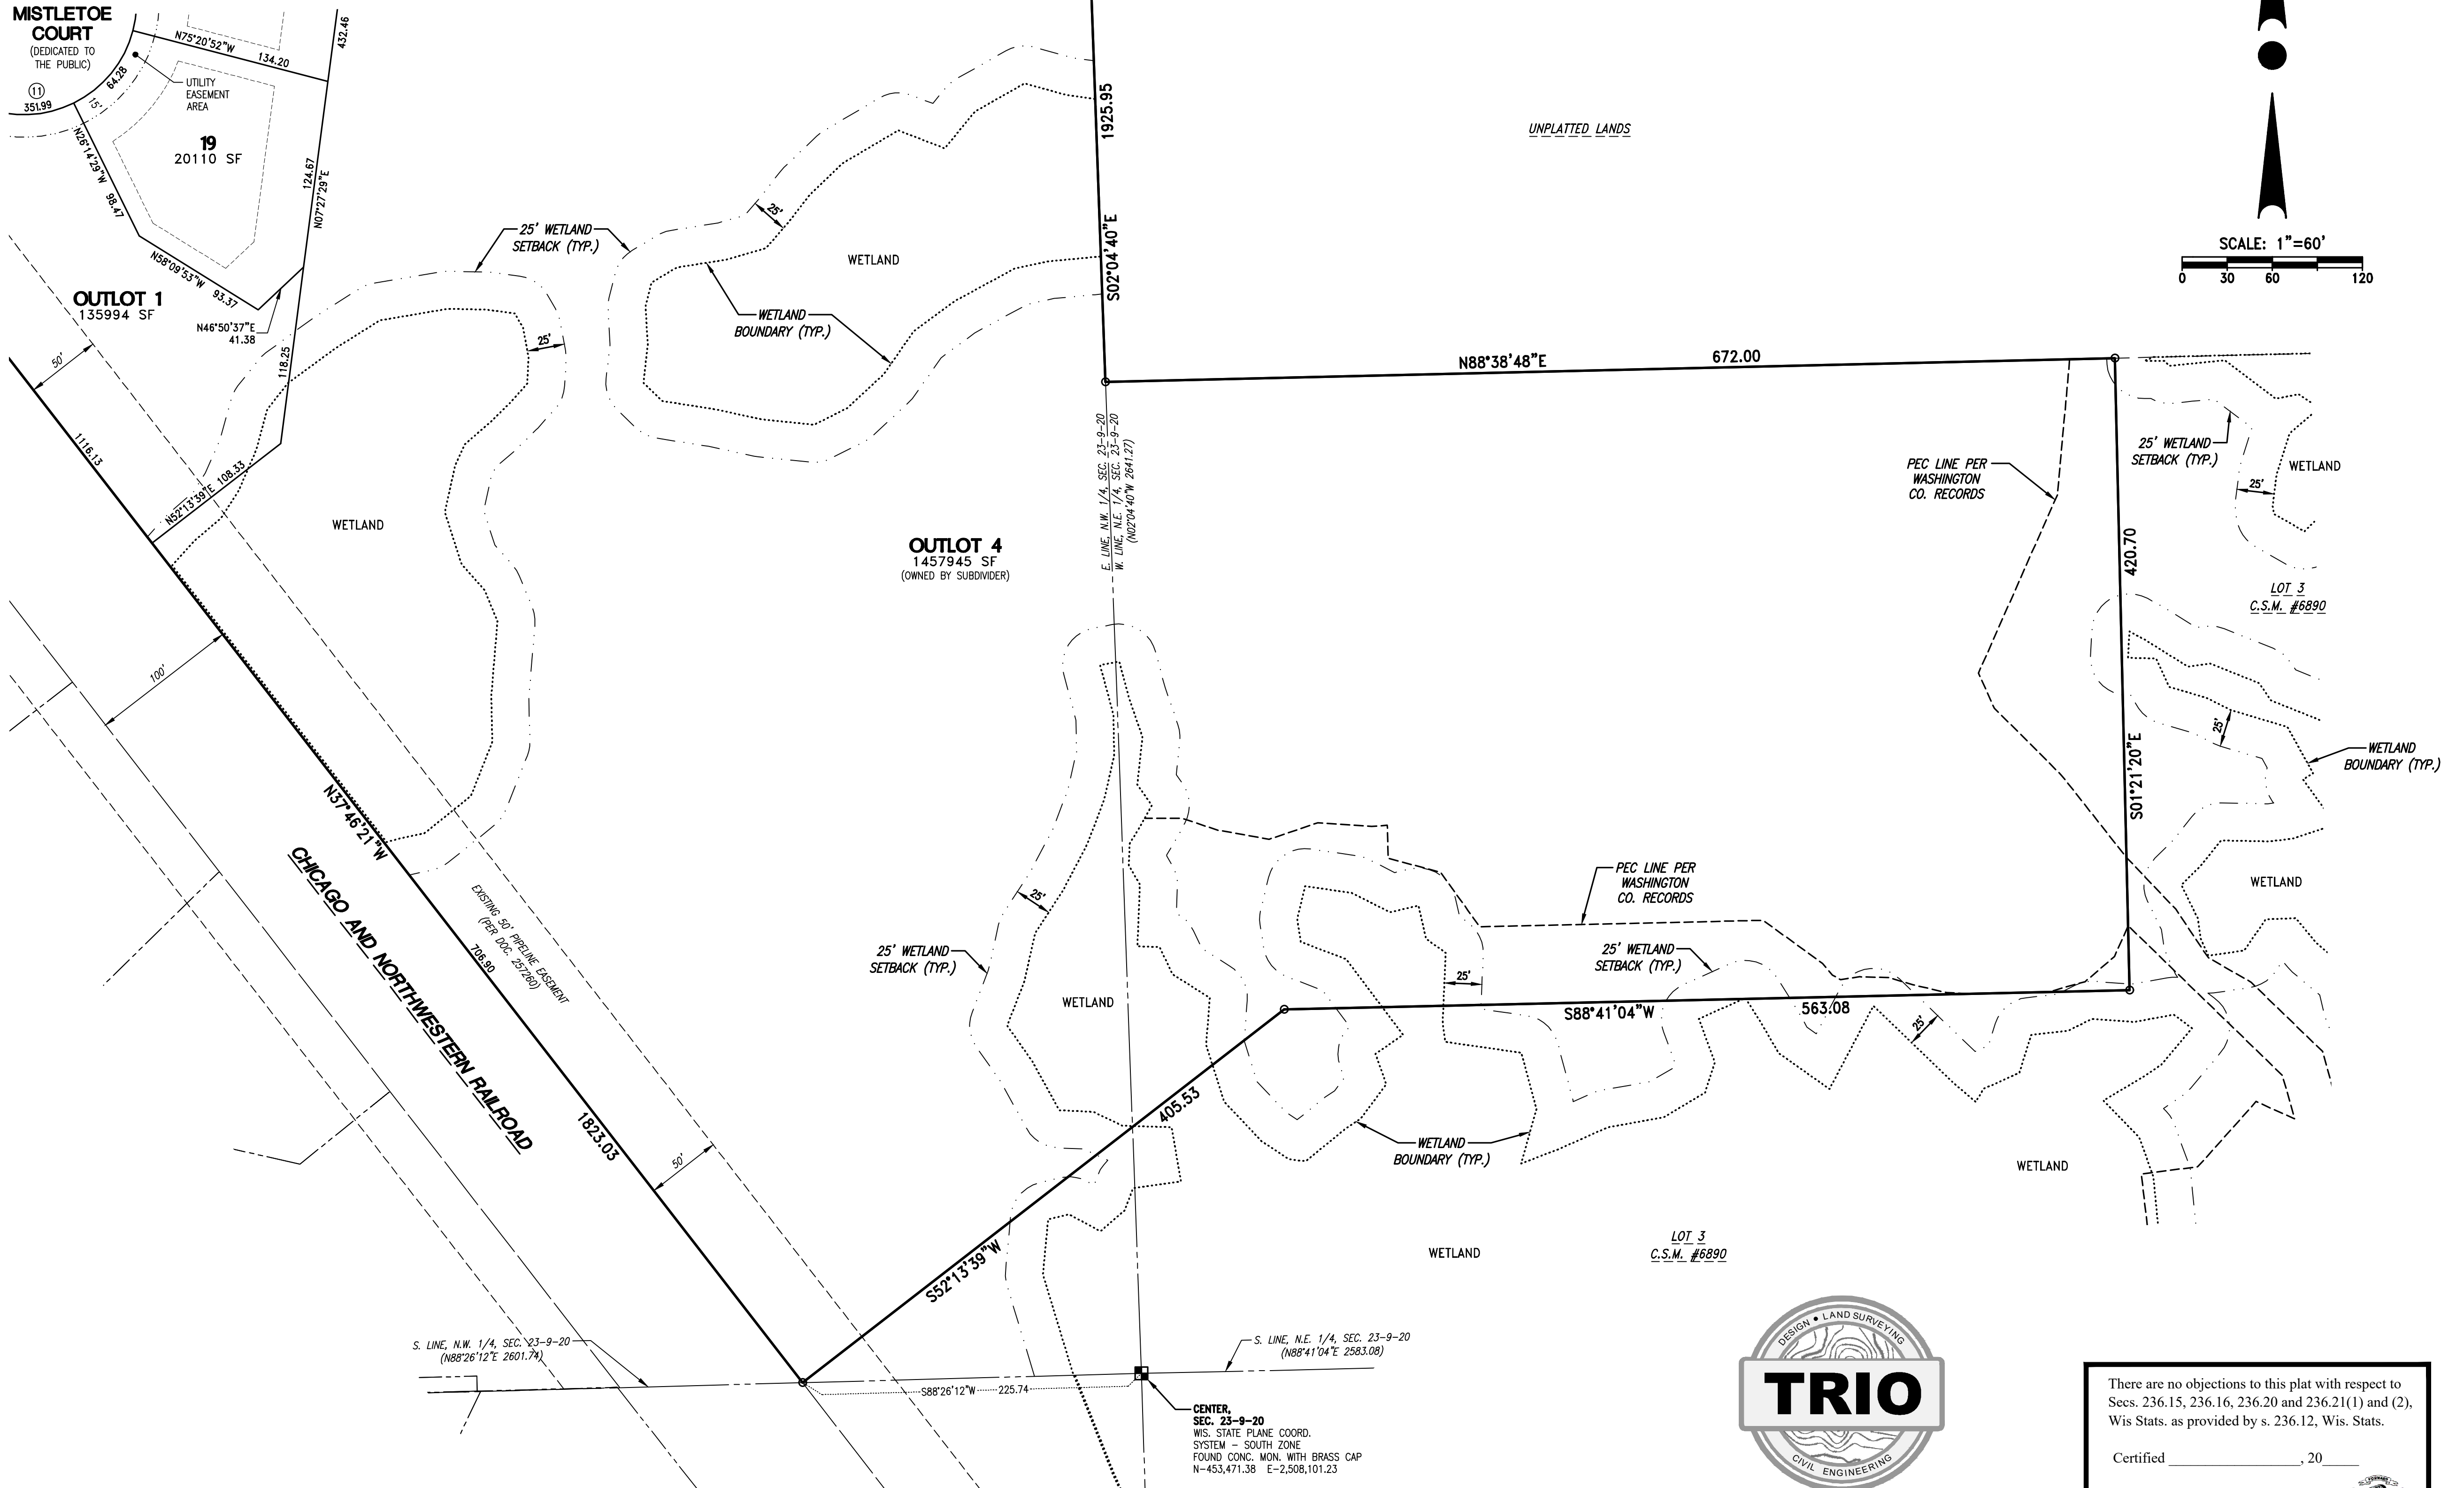 MISTLETOE
COURT
(DEDICATED TO
THE PUBLIC)
11
351.99
64.28
15'
N75°20'52"W 134.20
432.46
UTILITY
EASEMENT
AREA
19
20110 SF
N26°14'29"W 98.47
124.67
N07°27'29"E
N58°09'53"W 93.37
OUTLOT 1
135994 SF
N46°50'37"E
41.38
118.25
50'
1116.13
N52°13'39"E 108.33
25' WETLAND
SETBACK (TYP.)
25'
25'
WETLAND
WETLAND
BOUNDARY (TYP.)
WETLAND
1925.95
S02°04'40"E
UNPLATTED LANDS
SCALE: 1"=60'
0 30 60 120
N88°38'48"E 672.00
E. LINE, N.W. 1/4, SEC. 23-9-20
W. LINE, N.E. 1/4, SEC. 23-9-20
(N02°04'40"W 2641.27)
OUTLOT 4
1457945 SF
(OWNED BY SUBDIVIDER)
PEC LINE PER
WASHINGTON
CO. RECORDS
25' WETLAND
SETBACK (TYP.)
WETLAND
25'
420.70
S01°21'20"E
LOT 3
C.S.M. #6890
25'
WETLAND
BOUNDARY (TYP.)
WETLAND
100'
N37°46'21"W
CHICAGO AND NORTHWESTERN RAILROAD
EXISTING 50' PIPELINE EASEMENT
(PER DOC. 257260)
706.90
1823.03
50'
25'
25' WETLAND
SETBACK (TYP.)
WETLAND
PEC LINE PER
WASHINGTON
CO. RECORDS
25' WETLAND
SETBACK (TYP.)
25'
S88°41'04"W 563.08
25'
405.53
S52°13'39"W
WETLAND
BOUNDARY (TYP.)
WETLAND
WETLAND
LOT 3
C.S.M. #6890
S. LINE, N.W. 1/4, SEC. 23-9-20
(N88°26'12"E 2601.74)
S. LINE, N.E. 1/4, SEC. 23-9-20
(N88°41'04"E 2583.08)
S88°26'12"W 225.74
CENTER,
SEC. 23-9-20
WIS. STATE PLANE COORD.
SYSTEM - SOUTH ZONE
FOUND CONC. MON. WITH BRASS CAP
N-453,471.38 E-2,508,101.23
DESIGN • LAND SURVEYING
TRIO
CIVIL ENGINEERING
There are no objections to this plat with respect to
Secs. 236.15, 236.16, 236.20 and 236.21(1) and (2),
Wis Stats. as provided by s. 236.12, Wis. Stats.
Certified __________________, 20_____
FORWARD